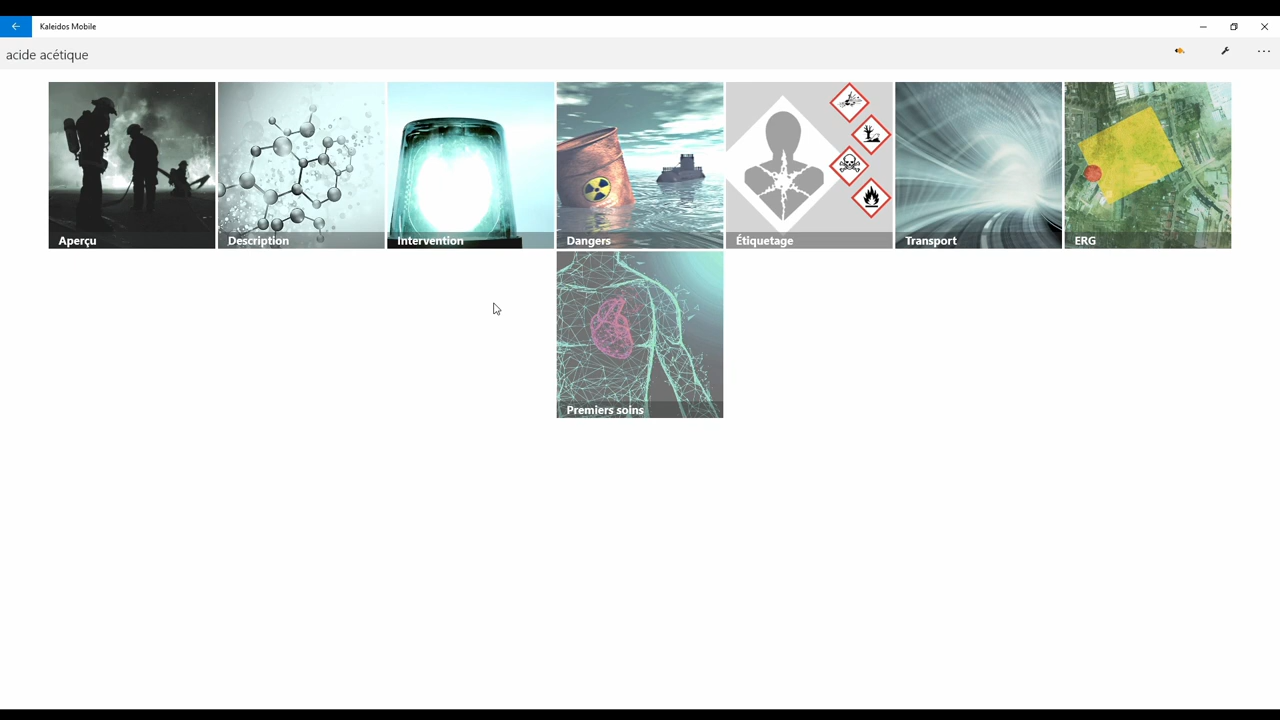 Kaleidos Mobile
acide acétique
Aperçu
Description
Intervention
Dangers
Étiquetage
Transport
ERG
Premiers soins